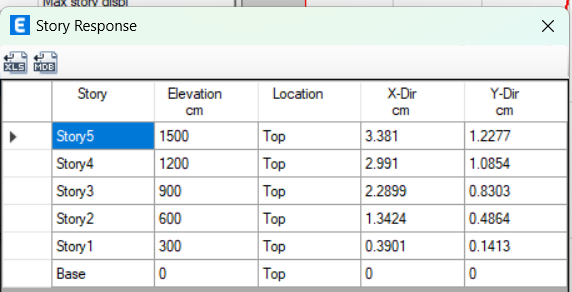 Max story displ
E Story Response
XLS MDB
Story Elevation Location X-Dir Y-Dir
cm cm cm
Story5 1500 Top 3.381 1.2277
Story4 1200 Top 2.991 1.0854
Story3 900 Top 2.2899 0.8303
Story2 600 Top 1.3424 0.4864
Story1 300 Top 0.3901 0.1413
Base 0 Top 0 0